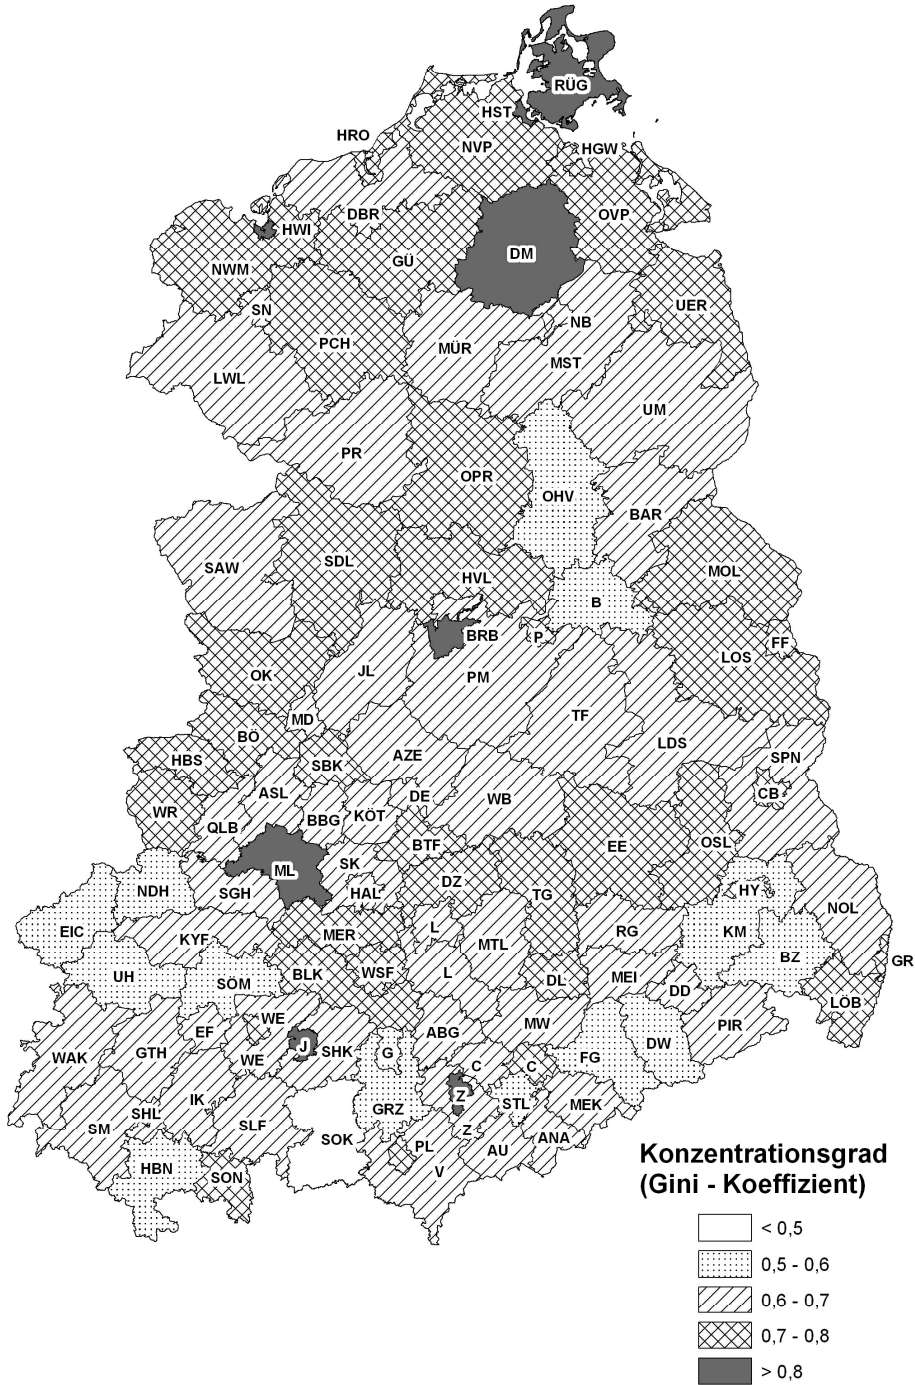 RÜG
HST
HRO
NVP
HGW
DBR
OVP
HWI
DM
GÜ
NWM
UER
SN
NB
PCH
MÜR
MST
LWL
UM
PR
OPR
OHV
BAR
SAW
SDL
HVL
MOL
B
BRB
P
FF
LOS
OK
JL
PM
MD
TF
BÖ
LDS
HBS
AZE
SPN
SBK
ASL
DE
CB
WR
WB
BBG
KÖT
QLB
BTF
EE
OSL
ML
SK
DZ
NDH
HY
SGH
HAL
TG
NOL
EIC
L
RG
KM
KYF
MER
MTL
BZ
GR
UH
BLK
WSF
L
DL
MEI
SÖM
DD
LÖB
WE
MW
PIR
EF
ABG
J
DW
WAK
GTH
WE
SHK
G
FG
C
C
Z
IK
STL
MEK
SHL
GRZ
SM
SLF
Z
SOK
ANA
PL
AU
HBN
V
SON
Konzentrationsgrad
(Gini - Koeffizient)
< 0,5
0,5 - 0,6
0,6 - 0,7
0,7 - 0,8
> 0,8